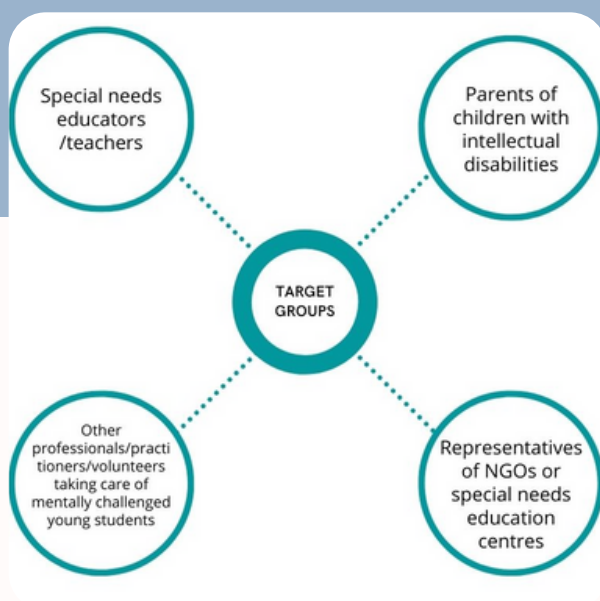 Special needs
educators
/teachers
Parents of
children with
intellectual
disabilities
TARGET
GROUPS
Other
professionals/practi
tioners/volunteers
taking care of
mentally challenged
young students
Representatives
of NGOs or
special needs
education
centres